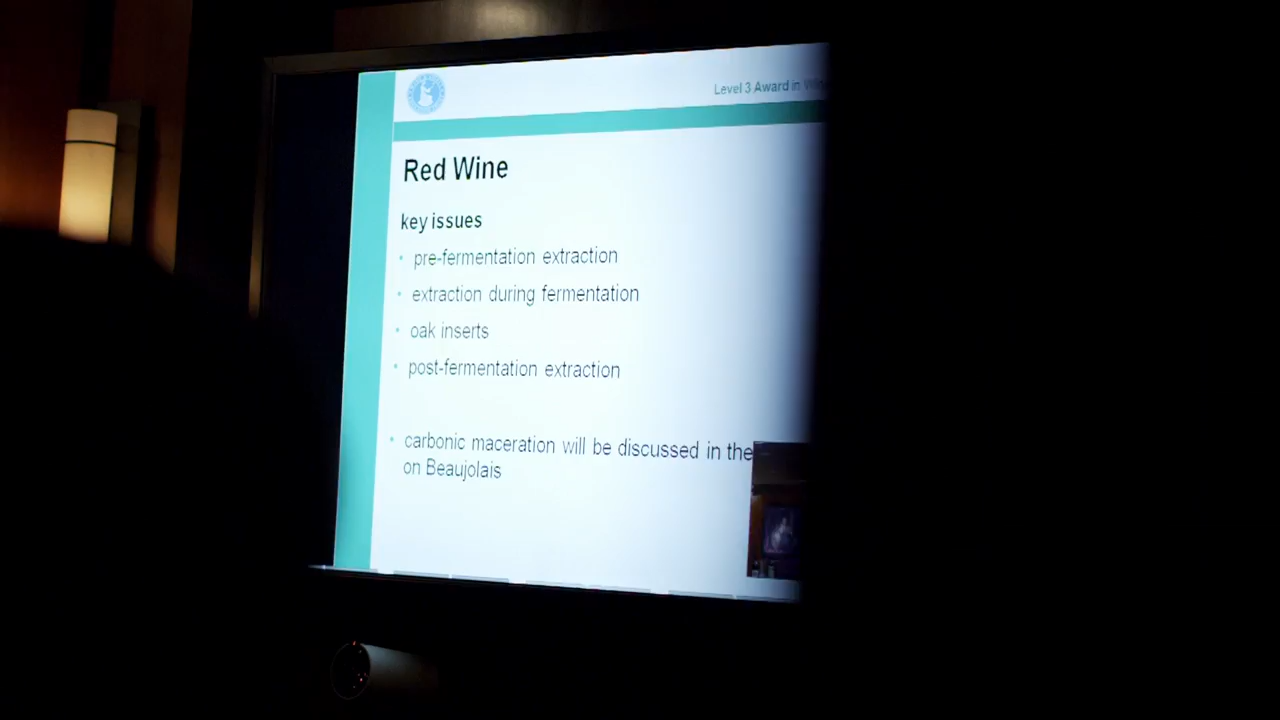 Level 3 Award in
Red Wine
key issues
• pre-fermentation extraction
• extraction during fermentation
• oak inserts
• post-fermentation extraction
• carbonic maceration will be discussed in the
on Beaujolais